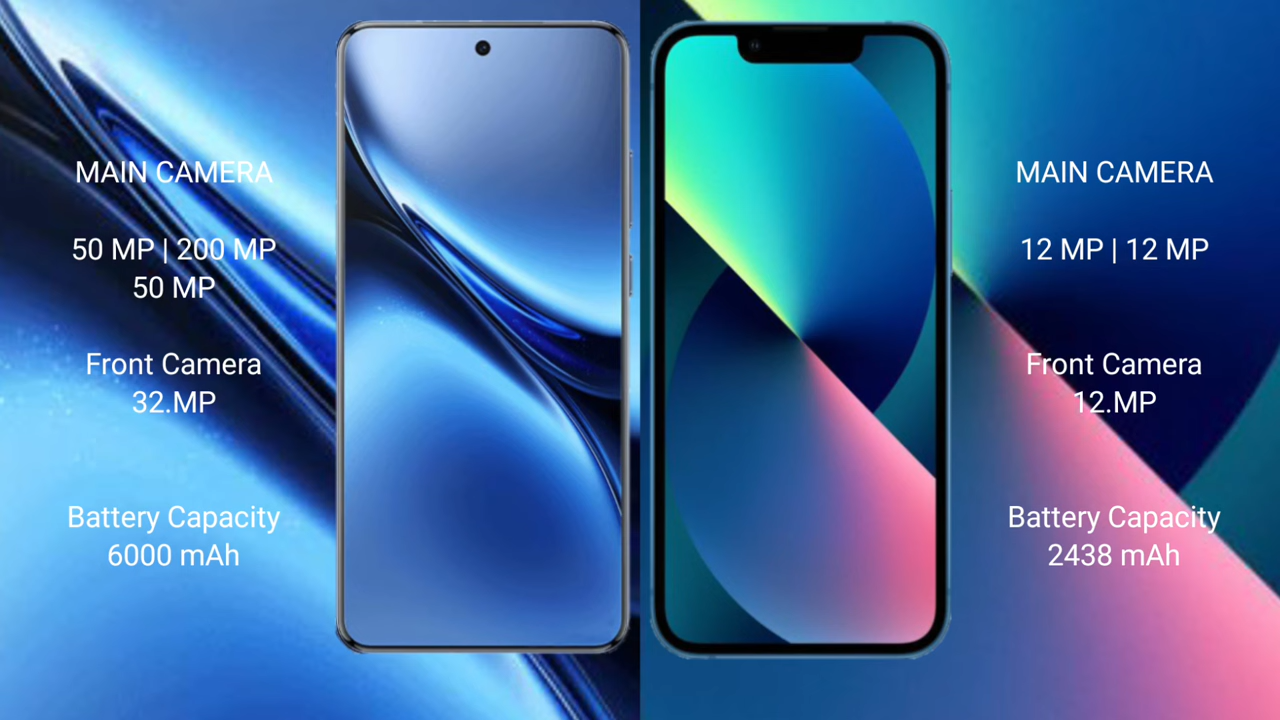 MAIN CAMERA
50 MP | 200 MP
50 MP
Front Camera
32.MP
Battery Capacity
6000 mAh
MAIN CAMERA
12 MP | 12 MP
Front Camera
12.MP
Battery Capacity
2438 mAh